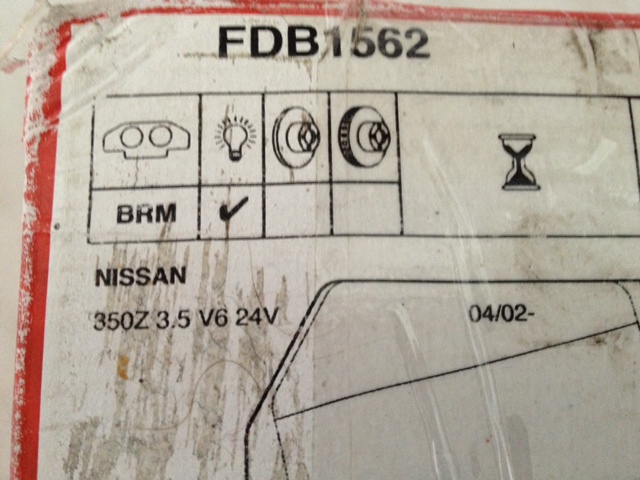 FDB1562
BRM ✔
NISSAN
350Z 3.5 V6 24V 04/02-